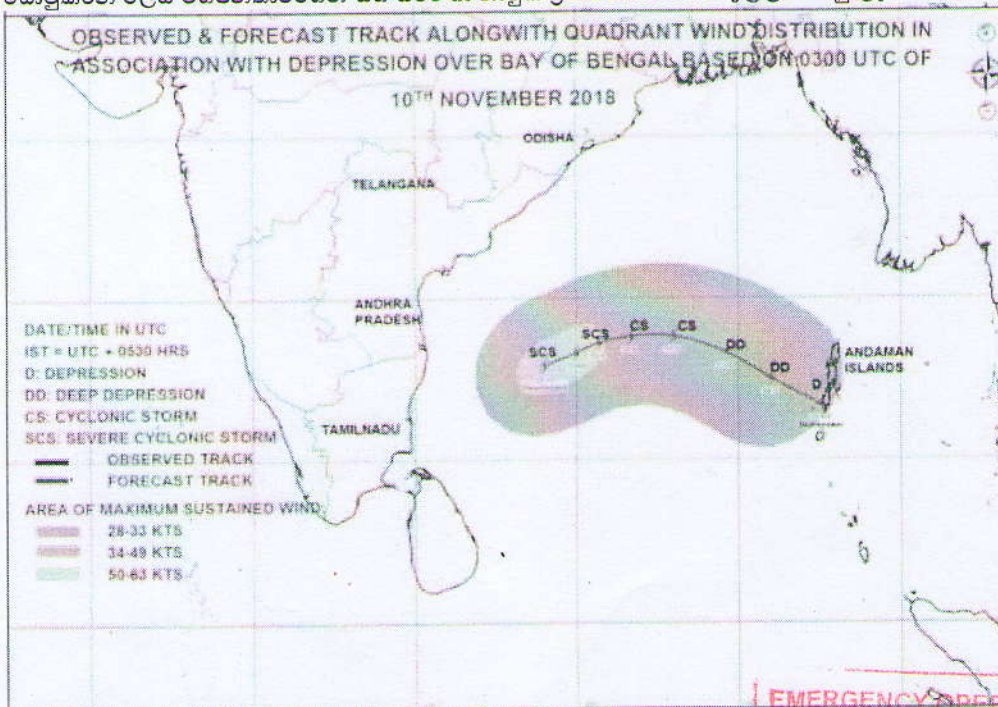 OBSERVED & FORECAST TRACK ALONGWITH QUADRANT WIND DISTRIBUTION IN
ASSOCIATION WITH DEPRESSION OVER BAY OF BENGAL BASED ON 0300 UTC OF
10TH NOVEMBER 2018
ODISHA
TELANGANA
ANDHRA
PRADESH
DATE/TIME IN UTC
IST = UTC + 0530 HRS
D: DEPRESSION
DD: DEEP DEPRESSION
CS: CYCLONIC STORM
SCS: SEVERE CYCLONIC STORM
OBSERVED TRACK
FORECAST TRACK
AREA OF MAXIMUM SUSTAINED WIND:
28-33 KTS
34-49 KTS
50-63 KTS
TAMILNADU
SCS
SCS
CS
CS
DD
DD
D
ANDAMAN
ISLANDS
EMERGENCY OPER